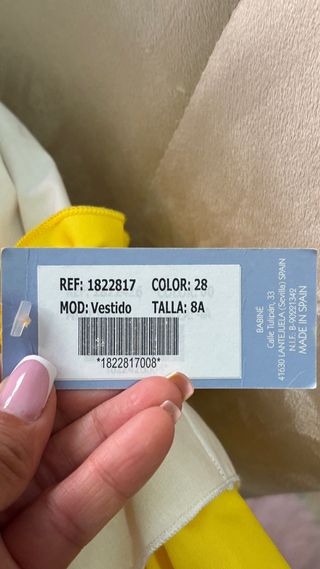 REF: 1822817 COLOR: 28
MOD: Vestido TALLA: 8A
*1822817008*
BABINÉ
Calle Tulipán, 33
41630 LANTEJUELA (Sevilla) SPAIN
N.I.F. B-90921349
MADE IN SPAIN